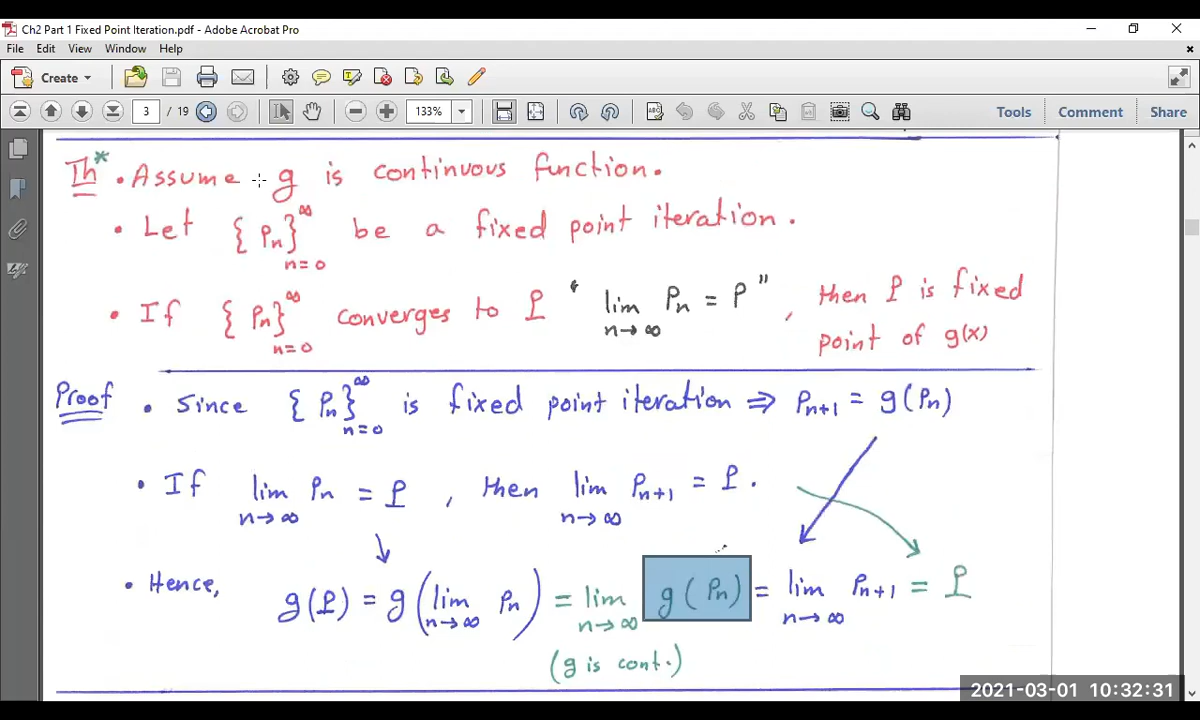 Ch2 Part 1 Fixed Point Iteration.pdf - Adobe Acrobat Pro
File Edit View Window Help
Create
3 / 19 133% Tools Comment Share
Th* • Assume g is continuous function.
• Let {Pn}∞n=0 be a fixed point iteration.
• If {Pn}∞n=0 converges to P " lim n→∞ Pn = P ", then P is fixed
point of g(x)
Proof • Since {Pn}∞n=0 is fixed point iteration ⇒ Pn+1 = g(Pn)
• If lim n→∞ Pn = P , then lim n→∞ Pn+1 = P.
• Hence, g(P) = g(lim n→∞ Pn) = lim n→∞ g(Pn) = lim n→∞ Pn+1 = P
(g is cont.)
2021-03-01 10:32:31